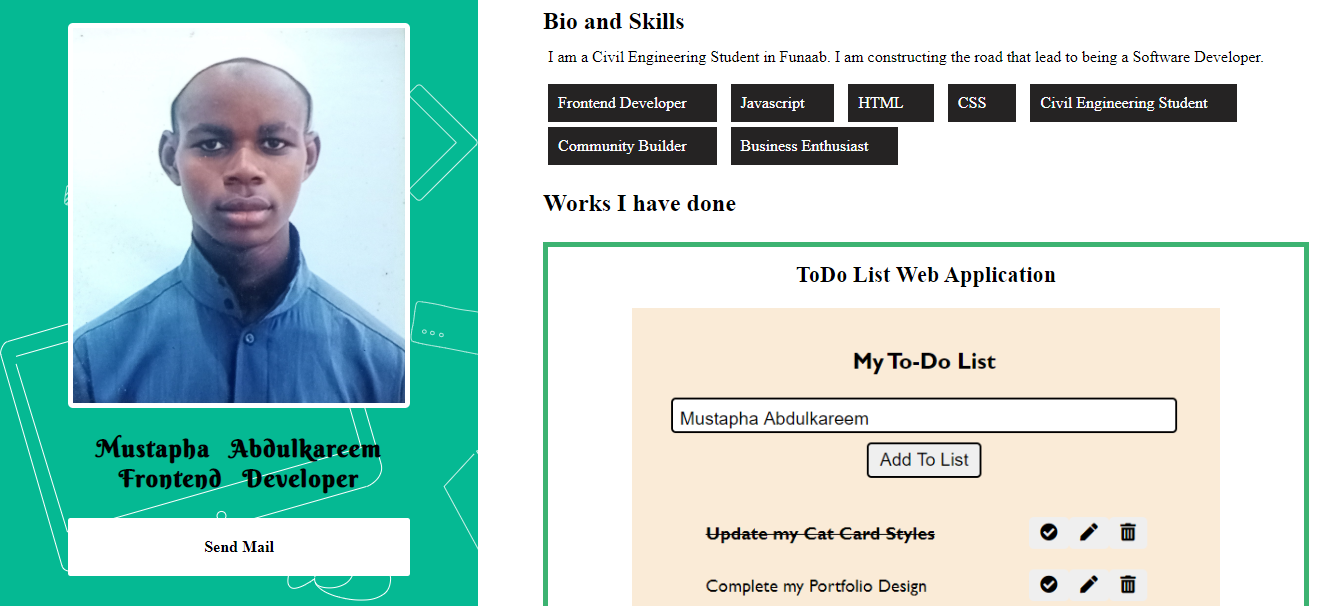 Mustapha Abdulkareem
Frontend Developer
Send Mail
Bio and Skills
I am a Civil Engineering Student in Funaab. I am constructing the road that lead to being a Software Developer.
Frontend Developer
Javascript
HTML
CSS
Civil Engineering Student
Community Builder
Business Enthusiast
Works I have done
ToDo List Web Application
My To-Do List
Mustapha Abdulkareem
Add To List
Update my Cat Card Styles
Complete my Portfolio Design